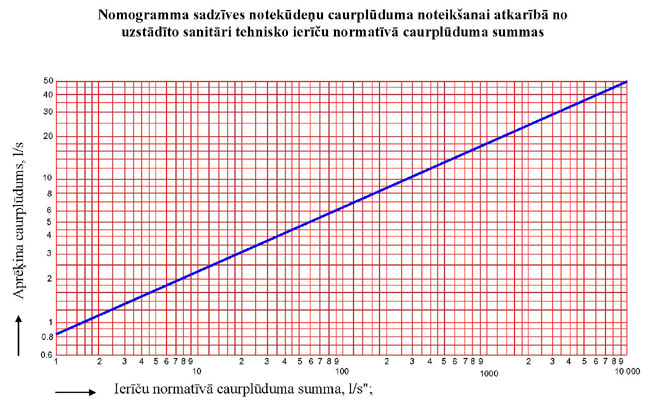 Nomogramma sadzīves notekūdeņu caurplūduma noteikšanai atkarībā no
uzstādīto sanitāri tehnisko ierīču normatīvā caurplūduma summas
Aprēķina caurplūdums, l/s
50
40
30
20
10
8
6
5
4
3
2
1
0.8
0.6
1 2 3 4 5 6 7 8 9 10 2 3 4 5 6 7 8 9 100 2 3 4 5 6 7 8 9 1000 2 3 4 5 6 7 8 9 10 000
Ierīču normatīvā caurplūduma summa, l/s";